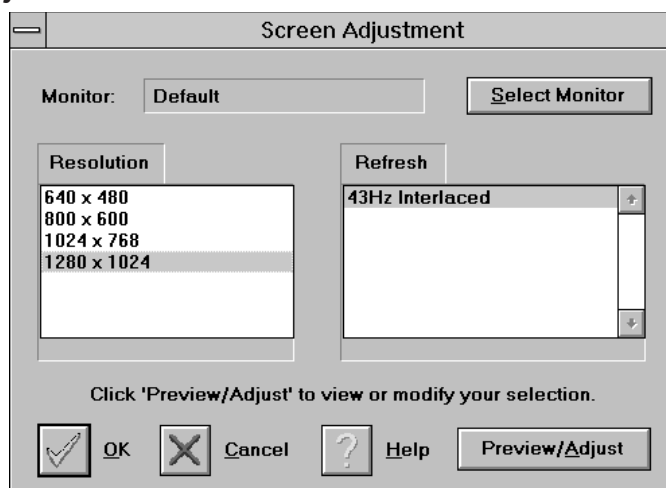 y
Screen Adjustment
Monitor: Default Select Monitor
Resolution Refresh
640 x 480 43Hz Interlaced
800 x 600
1024 x 768
1280 x 1024
Click 'Preview/Adjust' to view or modify your selection.
OK Cancel ? Help Preview/Adjust